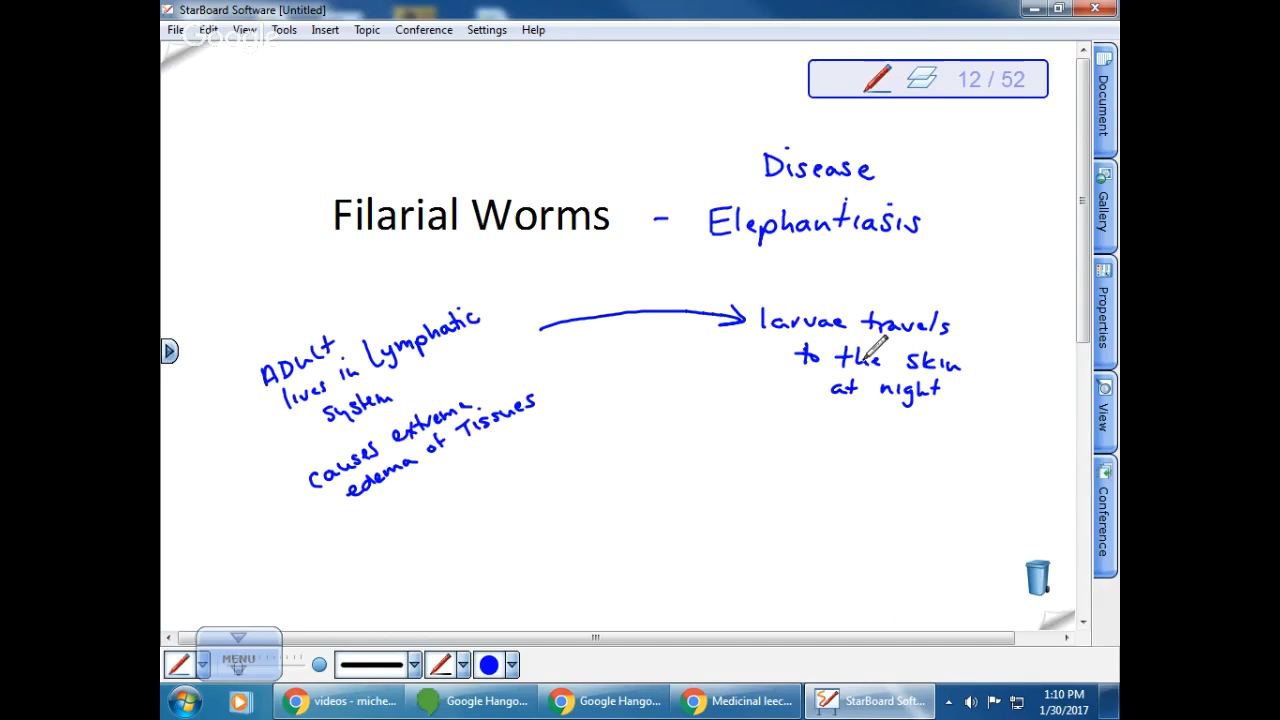 StarBoard Software [Untitled]
File Edit View Tools Insert Topic Conference Settings Help
Google
12 / 52
Disease
Filarial Worms - Elephantiasis
larvae travels
to the skin
at night
ADult
lives in Lymphatic
system
causes extreme
edema of Tissues
Document
Gallery
Properties
View
Conference
MENU
videos - miche...
Google Hango...
Google Hango...
Medicinal leec...
StarBoard Soft...
1:10 PM
1/30/2017